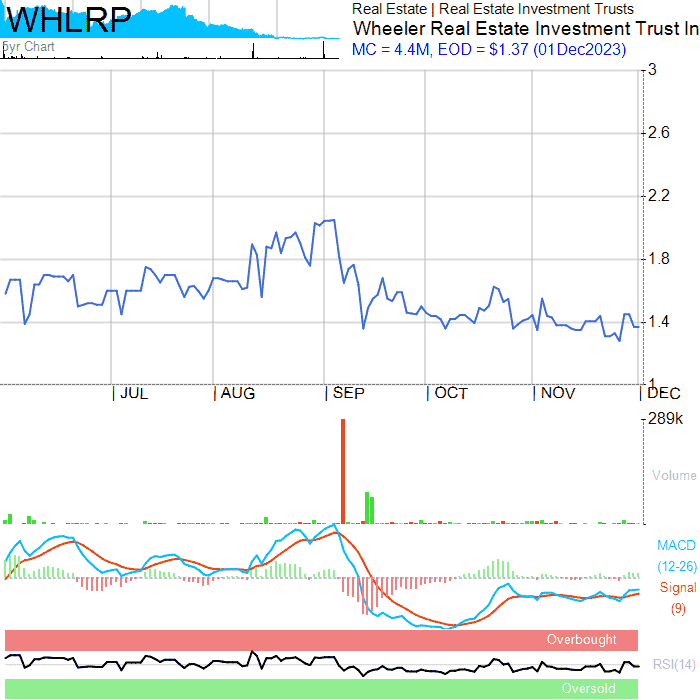 WHLRP
5yr Chart
Real Estate | Real Estate Investment Trusts
Wheeler Real Estate Investment Trust In
MC = 4.4M, EOD = $1.37 (01Dec2023)
3
2.6
2.2
1.8
1.4
1
JUL
AUG
SEP
OCT
NOV
DEC
289k
Volume
MACD
(12-26)
Signal
(9)
Overbought
RSI(14)
Oversold